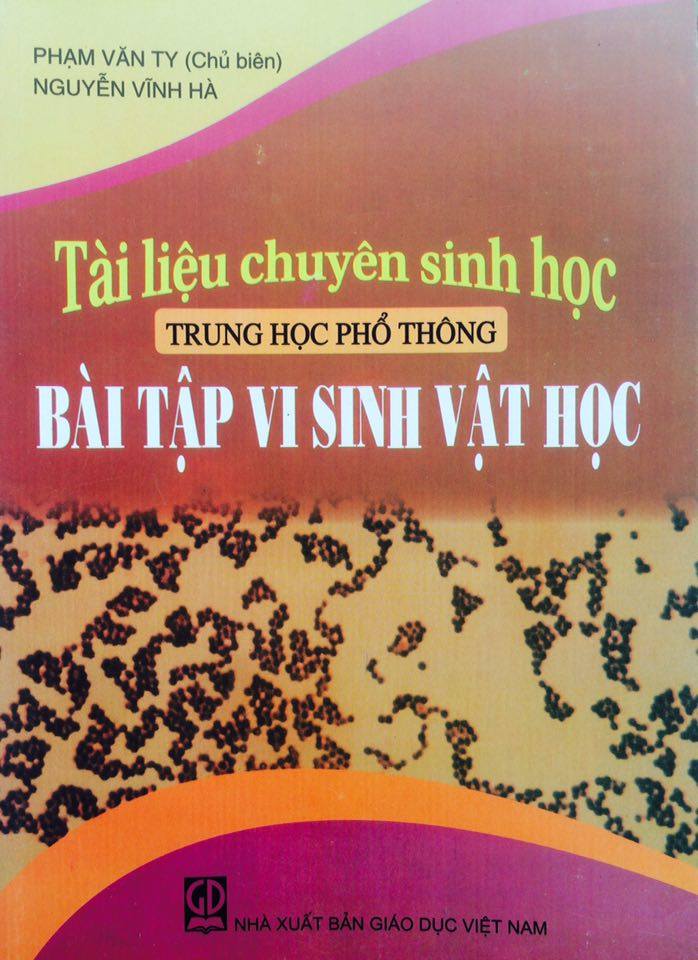 PHẠM VĂN TY (Chủ biên)
NGUYỄN VĨNH HÀ
Tài liệu chuyên sinh học
TRUNG HỌC PHỔ THÔNG
BÀI TẬP VI SINH VẬT HỌC
GD
NHÀ XUẤT BẢN GIÁO DỤC VIỆT NAM